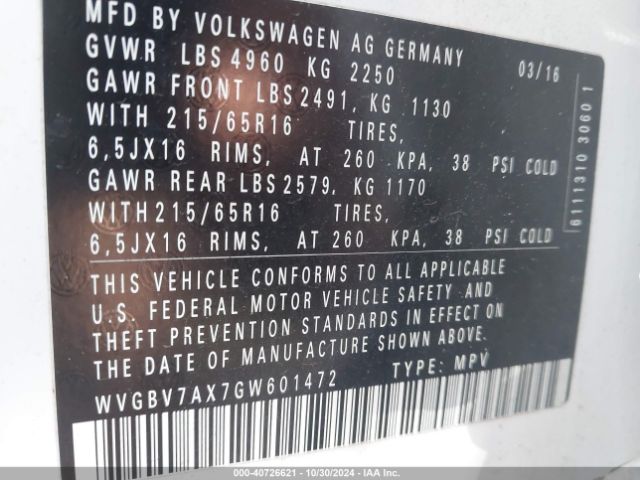 MFD BY VOLKSWAGEN AG GERMANY
GVWR LBS 4960 KG 2250 03/16
GAWR FRONT LBS 2491, KG 1130
WITH 215/65R16 TIRES,
6,5JX16 RIMS, AT 260 KPA, 38 PSI COLD
GAWR REAR LBS 2579, KG 1170
WITH 215/65R16 TIRES,
6,5JX16 RIMS, AT 260 KPA, 38 PSI COLD
6111310 3060 1
THIS VEHICLE CONFORMS TO ALL APPLICABLE
U.S. FEDERAL MOTOR VEHICLE SAFETY AND
THEFT PREVENTION STANDARDS IN EFFECT ON
THE DATE OF MANUFACTURE SHOWN ABOVE.
WVGBV7AX7GW601472 TYPE: MPV
000-40726621 | 10/30/2024 | IAA Inc.